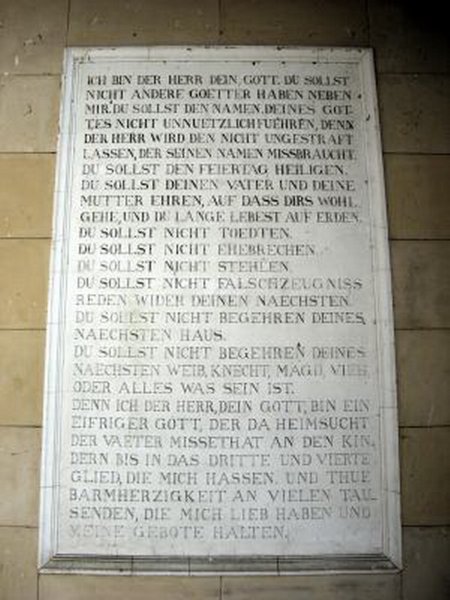 ICH BIN DER HERR DEIN, GOTT. DU SOLLST
NICHT ANDERE GOETTER HABEN NEBEN
MIR. DU SOLLST DEN NAMEN, DEINES GOT-
TES NICHT UNNUETZLICH FUEHREN, DENN
DER HERR WIRD DEN NICHT UNGESTRAFT
LASSEN, DER SEINEN NAMEN MISSBRAUCHT.
DU SOLLST DEN FEIERTAG HEILIGEN.
DU SOLLST DEINEN VATER UND DEINE
MUTTER EHREN, AUF DASS DIRS WOHL
GEHE, UND DU LANGE LEBEST AUF ERDEN.
DU SOLLST NICHT TOEDTEN.
DU SOLLST NICHT EHEBRECHEN.
DU SOLLST NICHT STEHLEN.
DU SOLLST NICHT FALSCHZEUGNISS
REDEN WIDER DEINEN NAECHSTEN.
DU SOLLST NICHT BEGEHREN DEINES,
NAECHSTEN HAUS.
DU SOLLST NICHT BEGEHREN DEINES
NAECHSTEN WEIB, KNECHT, MAGD, VIEH,
ODER ALLES WAS SEIN IST.
DENN ICH DER HERR, DEIN GOTT, BIN EIN
EIFRIGER GOTT, DER DA HEIMSUCHT
DER VAETER MISSETHAT AN DEN KIN-
DERN BIS IN DAS DRITTE UND VIERTE
GLIED, DIE MICH HASSEN. UND THUE
BARMHERZIGKEIT AN VIELEN TAU-
SENDEN, DIE MICH LIEB HABEN UND
MEINE GEBOTE HALTEN.